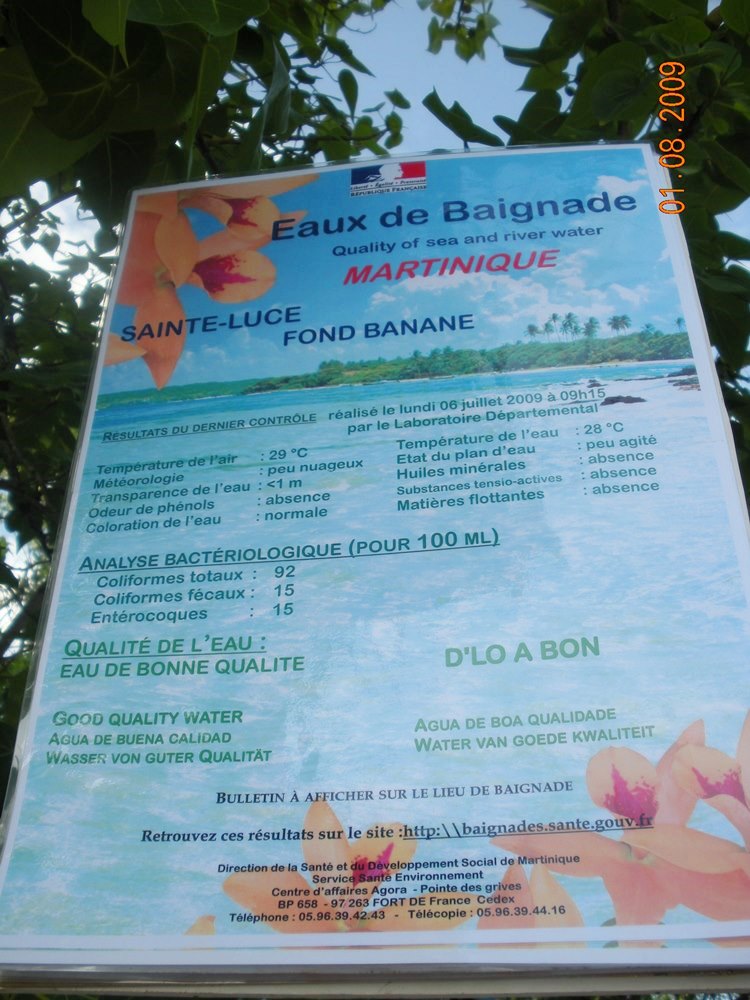 01.08.2009
Liberté • Égalité • Fraternité
RÉPUBLIQUE FRANÇAISE
Eaux de Baignade
Quality of sea and river water
MARTINIQUE
SAINTE-LUCE
FOND BANANE
RÉSULTATS DU DERNIER CONTRÔLE réalisé le lundi 06 juillet 2009 à 09h15
par le Laboratoire Départemental
Température de l'air : 29 °C
Météorologie : peu nuageux
Transparence de l'eau : <1 m
Odeur de phénols : absence
Coloration de l'eau : normale
Température de l'eau : 28 °C
Etat du plan d'eau : peu agité
Huiles minérales : absence
Substances tensio-actives : absence
Matières flottantes : absence
ANALYSE BACTÉRIOLOGIQUE (POUR 100 ML)
Coliformes totaux : 92
Coliformes fécaux : 15
Entérocoques : 15
QUALITÉ DE L'EAU :
EAU DE BONNE QUALITE
D'LO A BON
GOOD QUALITY WATER
AGUA DE BUENA CALIDAD
WASSER VON GUTER QUALITÄT
AGUA DE BOA QUALIDADE
WATER VAN GOEDE KWALITEIT
BULLETIN À AFFICHER SUR LE LIEU DE BAIGNADE
Retrouvez ces résultats sur le site :http:\\baignades.sante.gouv.fr
Direction de la Santé et du Développement Social de Martinique
Service Santé Environnement
Centre d'affaires Agora - Pointe des grives
BP 658 - 97 263 FORT DE France Cedex
Téléphone : 05.96.39.42.43 - Télécopie : 05.96.39.44.16